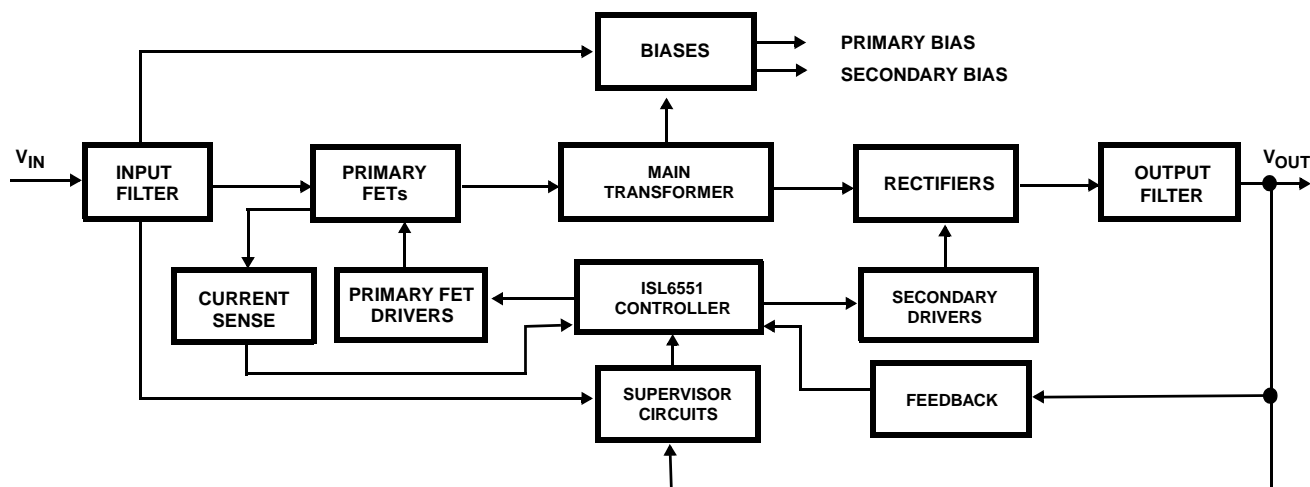 BIASES
PRIMARY BIAS
SECONDARY BIAS
VIN
INPUT
FILTER
PRIMARY
FETs
MAIN
TRANSFORMER
RECTIFIERS
OUTPUT
FILTER
VOUT
CURRENT
SENSE
PRIMARY FET
DRIVERS
ISL6551
CONTROLLER
SECONDARY
DRIVERS
SUPERVISOR
CIRCUITS
FEEDBACK